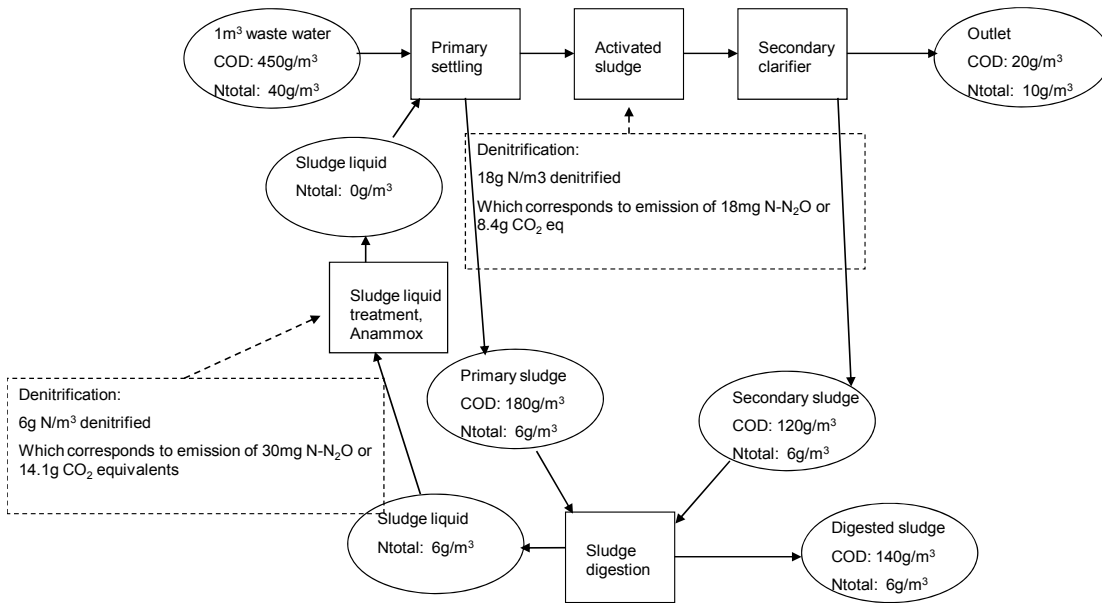 1m³ waste water
COD: 450g/m³
Ntotal: 40g/m³
Primary
settling
Activated
sludge
Secondary
clarifier
Outlet
COD: 20g/m³
Ntotal: 10g/m³
Sludge liquid
Ntotal: 0g/m³
Denitrification:
18g N/m3 denitrified
Which corresponds to emission of 18mg N-N₂O or
8.4g CO₂ eq
Sludge liquid
treatment,
Anammox
Denitrification:
6g N/m³ denitrified
Which corresponds to emission of 30mg N-N₂O or
14.1g CO₂ equivalents
Primary sludge
COD: 180g/m³
Ntotal: 6g/m³
Secondary sludge
COD: 120g/m³
Ntotal: 6g/m³
Sludge liquid
Ntotal: 6g/m³
Sludge
digestion
Digested sludge
COD: 140g/m³
Ntotal: 6g/m³